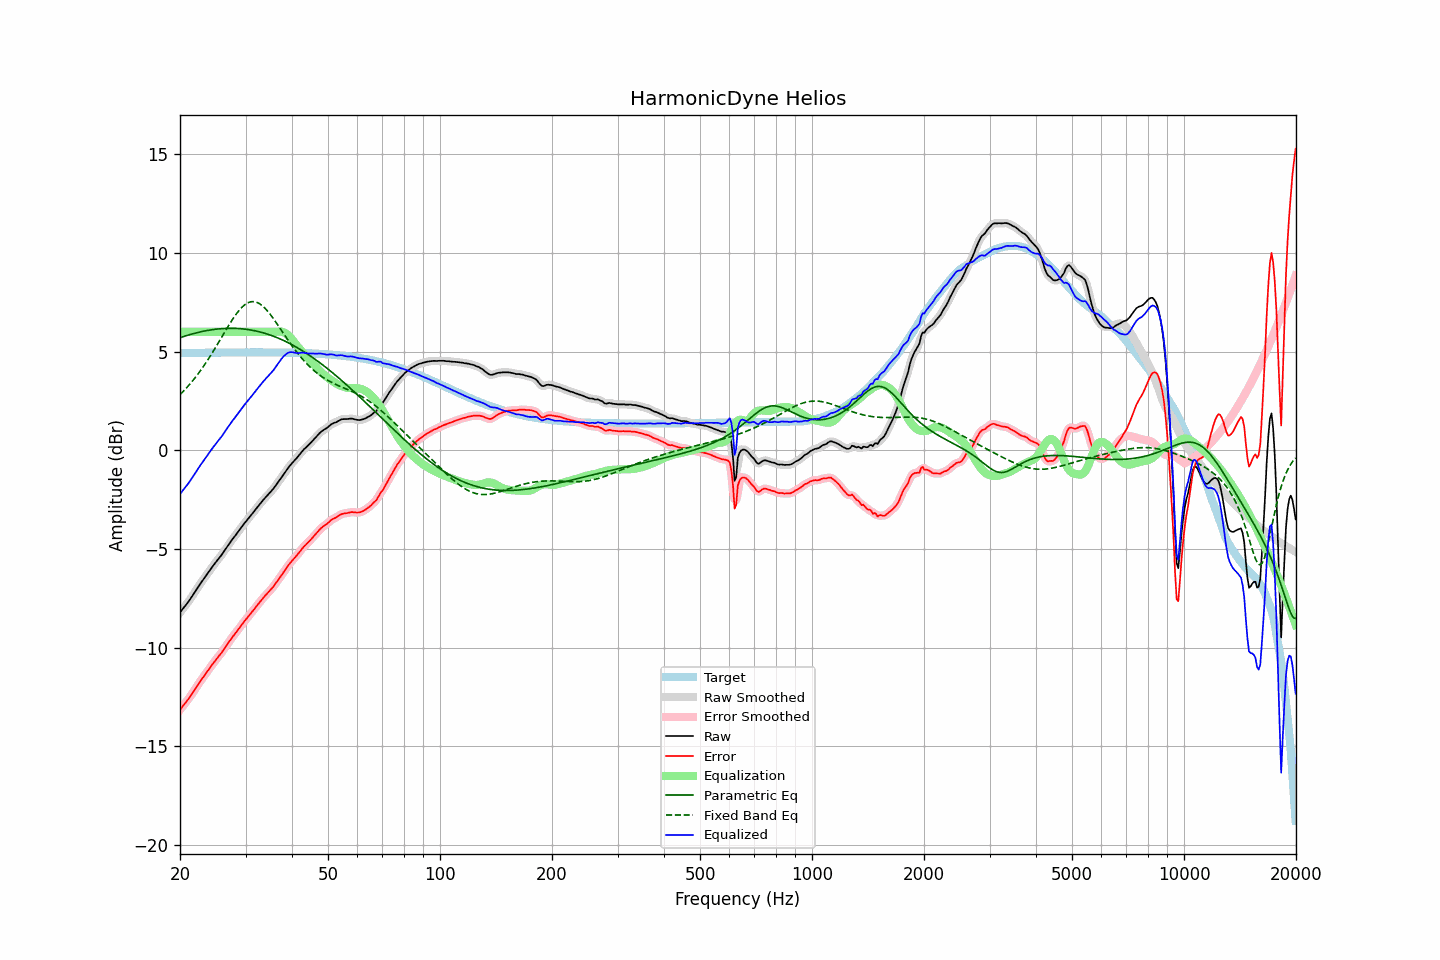 HarmonicDyne Helios
Amplitude (dBr)
15
10
5
0
−5
−10
−15
−20
Target
Raw Smoothed
Error Smoothed
Raw
Error
Equalization
Parametric Eq
Fixed Band Eq
Equalized
20
50
100
200
500
1000
2000
5000
10000
20000
Frequency (Hz)